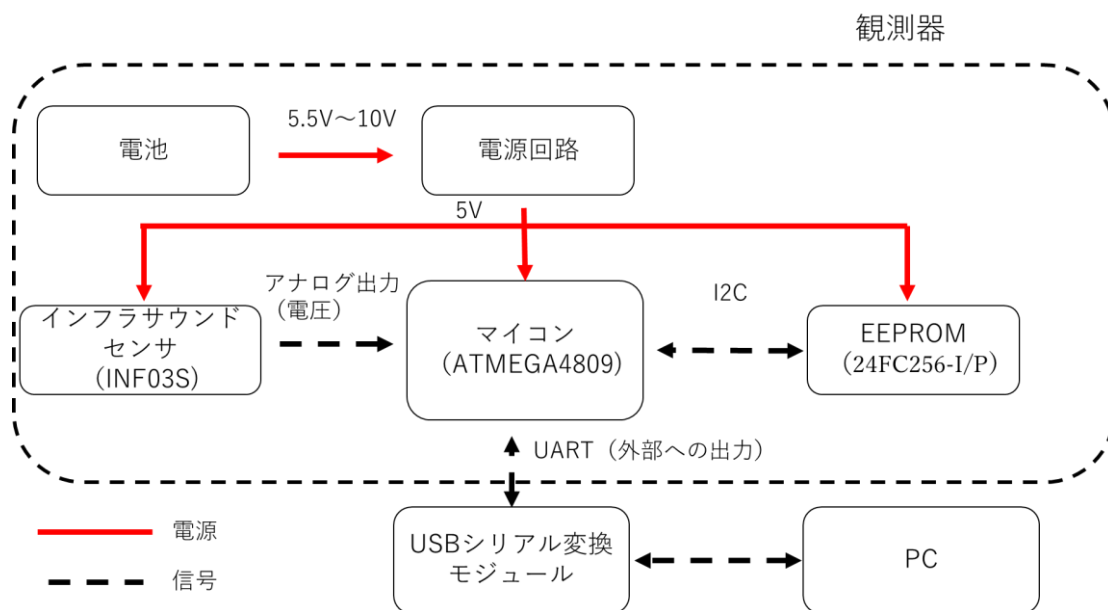 観測器
5.5V～10V
電池
電源回路
5V
アナログ出力
（電圧）
I2C
インフラサウンド
センサ
(INF03S)
マイコン
(ATMEGA4809)
EEPROM
(24FC256-I/P)
UART（外部への出力）
電源
信号
USBシリアル変換
モジュール
PC